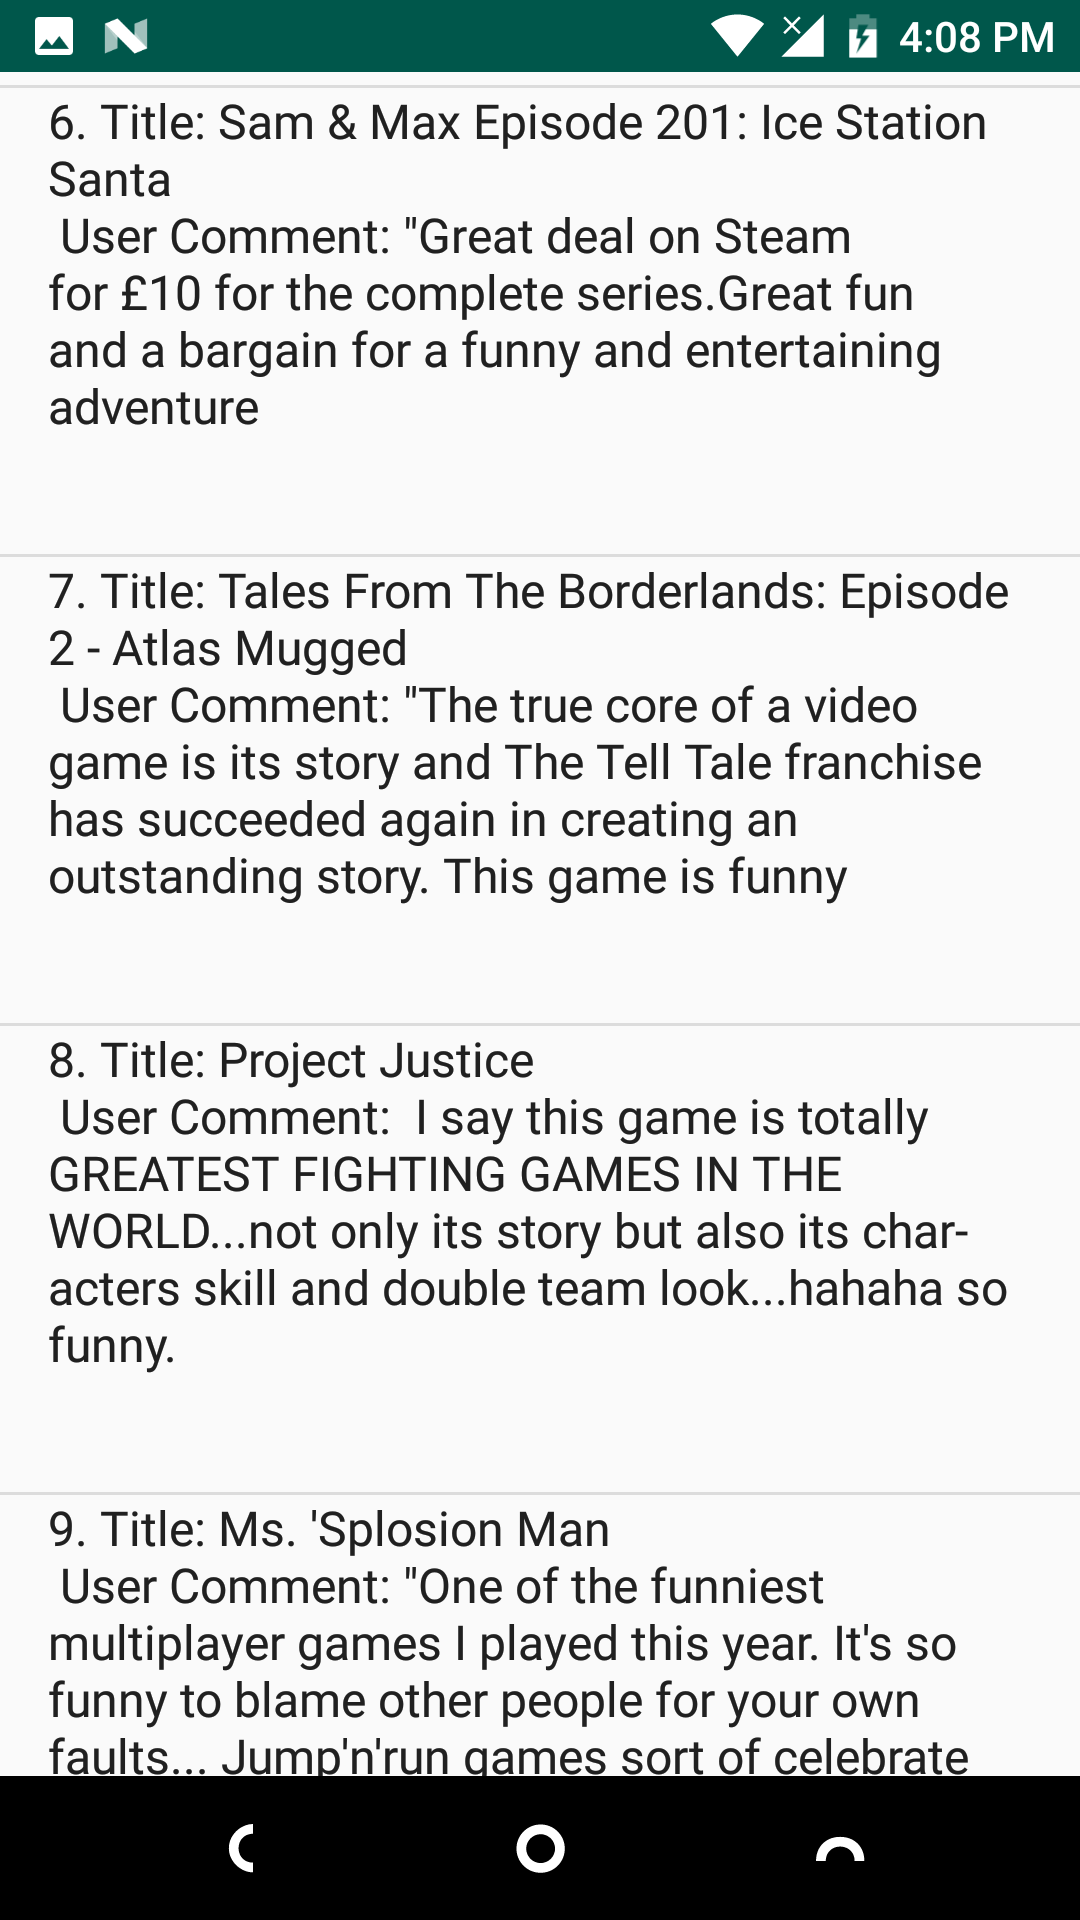 4:08 PM
6. Title: Sam & Max Episode 201: Ice Station
Santa
User Comment: "Great deal on Steam
for £10 for the complete series.Great fun
and a bargain for a funny and entertaining
adventure
7. Title: Tales From The Borderlands: Episode
2 - Atlas Mugged
User Comment: "The true core of a video
game is its story and The Tell Tale franchise
has succeeded again in creating an
outstanding story. This game is funny
8. Title: Project Justice
User Comment:  I say this game is totally
GREATEST FIGHTING GAMES IN THE
WORLD...not only its story but also its char-
acters skill and double team look...hahaha so
funny.
9. Title: Ms. 'Splosion Man
User Comment: "One of the funniest
multiplayer games I played this year. It's so
funny to blame other people for your own
faults... Jump'n'run games sort of celebrate